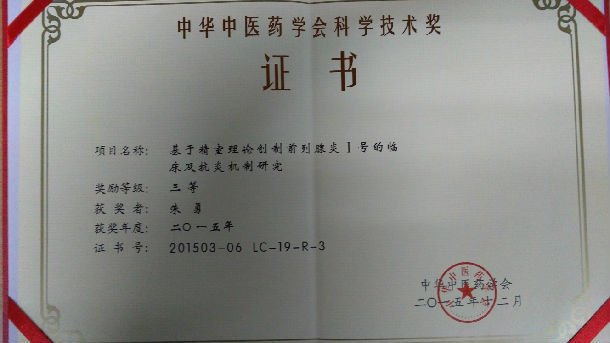 中华中医药学会科学技术奖
证书
项目名称: 基于精室理论创制前列腺炎1号的临
床及抗炎机制研究
奖励等级: 三等
获奖者: 朱勇
获奖年度: 二〇一五年
证书号: 201503-06 LC-19-R-3
中华中医药学会
二〇一五年十二月